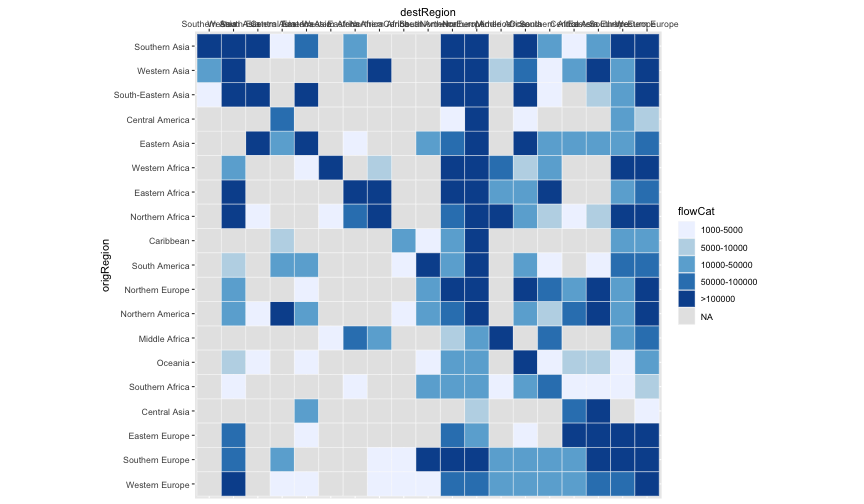 destRegion
Southern Europe
origRegion
Southern Asia
Western Asia
South-Eastern Asia
Central America
Eastern Asia
Western Africa
Eastern Africa
Northern Africa
Caribbean
South America
Northern Europe
Northern America
Middle Africa
Oceania
Southern Africa
Central Asia
Eastern Europe
Southern Europe
Western Europe
flowCat
1000-5000
5000-10000
10000-50000
50000-100000
>100000
NA